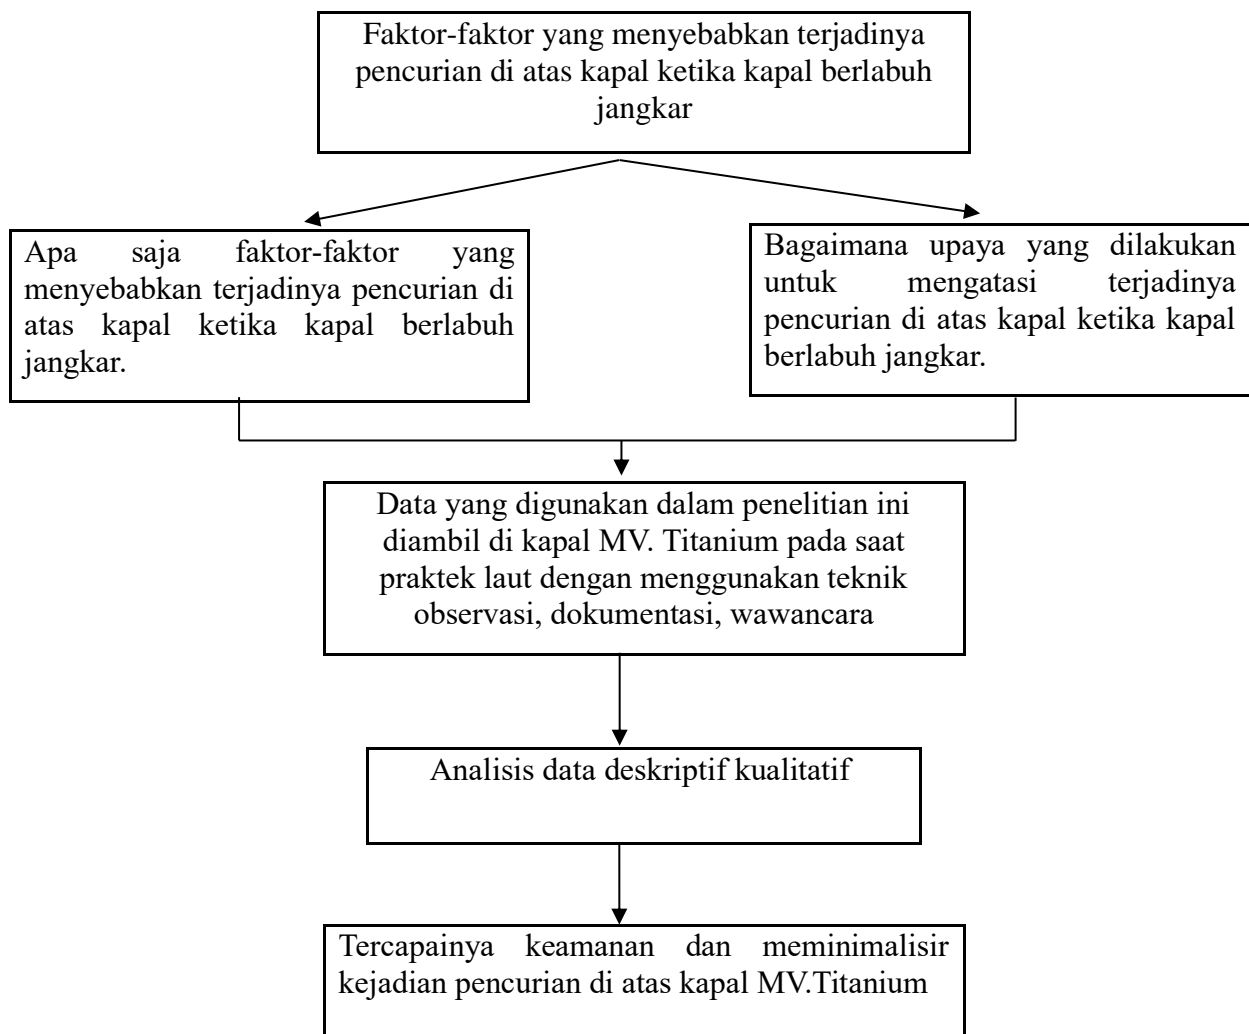 Faktor-faktor yang menyebabkan terjadinya
pencurian di atas kapal ketika kapal berlabuh
jangkar
Apa saja faktor-faktor yang
menyebabkan terjadinya pencurian di
atas kapal ketika kapal berlabuh
jangkar.
Bagaimana upaya yang dilakukan
untuk mengatasi terjadinya
pencurian di atas kapal ketika kapal
berlabuh jangkar.
Data yang digunakan dalam penelitian ini
diambil di kapal MV. Titanium pada saat
praktek laut dengan menggunakan teknik
observasi, dokumentasi, wawancara
Analisis data deskriptif kualitatif
Tercapainya keamanan dan meminimalisir
kejadian pencurian di atas kapal MV.Titanium